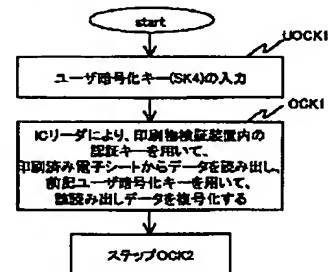 start
UOCK1
ユーザ暗号化キー(SK4)の入力
OCK1
ICリーダにより、印刷物検証装置内の
認証キーを用いて、
印刷済み電子シートからデータを読み出し、
前記ユーザ暗号化キーを用いて、
該読み出しデータを復号化する
ステップOCK2